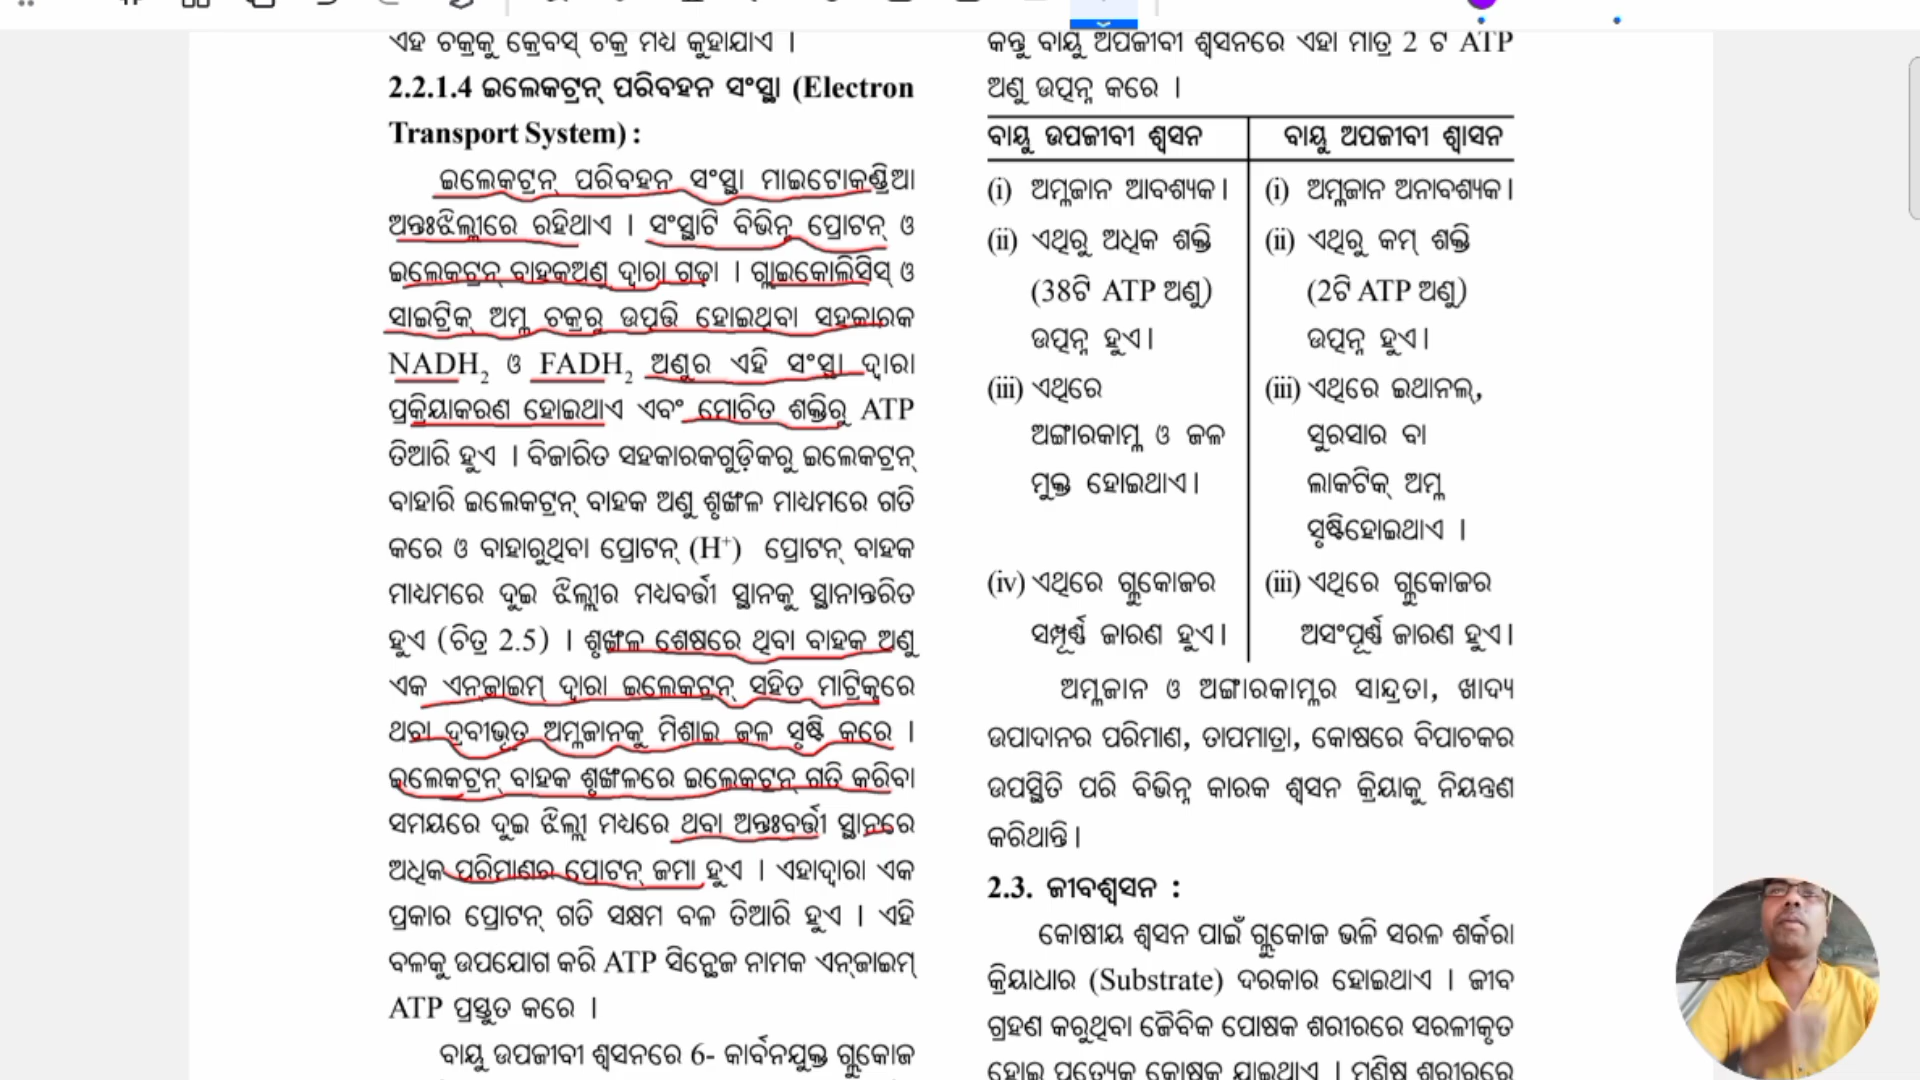 ଏହି ଚକ୍ରକୁ କ୍ରେବସ୍ ଚକ୍ର ମଧ୍ୟ କୁହାଯାଏ ।
2.2.1.4 ଇଲେକଟ୍ରନ୍ ପରିବହନ ସଂସ୍ଥା (Electron
Transport System) :
ଇଲେକଟ୍ରନ୍ ପରିବହନ ସଂସ୍ଥା ମାଇଟୋକଣ୍ଡ୍ରିଆ
ଅନ୍ତଃଝିଲ୍ଲୀରେ ରହିଥାଏ । ସଂସ୍ଥାଟି ବିଭିନ୍ନ ପ୍ରୋଟନ୍ ଓ
ଇଲେକଟ୍ରନ୍ ବାହକଅଣୁ ଦ୍ୱାରା ଗଢ଼ା । ଗ୍ଲାଇକୋଲିସିସ୍ ଓ
ସାଇଟ୍ରିକ୍ ଅମ୍ଳ ଚକ୍ରରୁ ଉତ୍ପତ୍ତି ହୋଇଥିବା ସହକାରକ
NADH₂ ଓ FADH₂ ଅଣୁର ଏହି ସଂସ୍ଥା ଦ୍ୱାରା
ପ୍ରକ୍ରିୟାକରଣ ହୋଇଥାଏ ଏବଂ ମୋଚିତ ଶକ୍ତିରୁ ATP
ତିଆରି ହୁଏ । ବିଜାରିତ ସହକାରକଗୁଡ଼ିକରୁ ଇଲେକଟ୍ରନ୍
ବାହାରି ଇଲେକଟ୍ରନ୍ ବାହକ ଅଣୁ ଶୃଙ୍ଖଳ ମାଧ୍ୟମରେ ଗତି
କରେ ଓ ବାହାରୁଥିବା ପ୍ରୋଟନ୍ (H⁺) ପ୍ରୋଟନ୍ ବାହକ
ମାଧ୍ୟମରେ ଦୁଇ ଝିଲ୍ଲୀର ମଧ୍ୟବର୍ତ୍ତୀ ସ୍ଥାନକୁ ସ୍ଥାନାନ୍ତରିତ
ହୁଏ (ଚିତ୍ର 2.5) । ଶୃଙ୍ଖଳ ଶେଷରେ ଥିବା ବାହକ ଅଣୁ
ଏକ ଏନ୍‌ଜାଇମ୍ ଦ୍ୱାରା ଇଲେକଟ୍ରନ୍ ସହିତ ମାଟ୍ରିକ୍ସରେ
ଥିବା ଦ୍ରବୀଭୂତ ଅମ୍ଳଜାନକୁ ମିଶାଇ ଜଳ ସୃଷ୍ଟି କରେ ।
ଇଲେକଟ୍ରନ୍ ବାହକ ଶୃଙ୍ଖଳରେ ଇଲେକଟ୍ରନ୍ ଗତି କରିବା
ସମୟରେ ଦୁଇ ଝିଲ୍ଲୀ ମଧ୍ୟରେ ଥିବା ଅନ୍ତଃବର୍ତ୍ତୀ ସ୍ଥାନରେ
ଅଧିକ ପରିମାଣର ପ୍ରୋଟନ୍ ଜମା ହୁଏ । ଏହାଦ୍ୱାରା ଏକ
ପ୍ରକାର ପ୍ରୋଟନ୍ ଗତି ସକ୍ଷମ ବଳ ତିଆରି ହୁଏ । ଏହି
ବଳକୁ ଉପଯୋଗ କରି ATP ସିନ୍ଥେଜ ନାମକ ଏନ୍‌ଜାଇମ୍
ATP ପ୍ରସ୍ତୁତ କରେ ।
ବାୟୁ ଉପଜୀବୀ ଶ୍ୱସନରେ 6- କାର୍ବନଯୁକ୍ତ ଗ୍ଲୁକୋଜ
କିନ୍ତୁ ବାୟୁ ଅପଜୀବୀ ଶ୍ୱସନରେ ଏହା ମାତ୍ର 2 ଟି ATP
ଅଣୁ ଉତ୍ପନ୍ନ କରେ ।
ବାୟୁ ଉପଜୀବୀ ଶ୍ୱସନ ବାୟୁ ଅପଜୀବୀ ଶ୍ୱାସନ
(i) ଅମ୍ଳଜାନ ଆବଶ୍ୟକ। (i) ଅମ୍ଳଜାନ ଅନାବଶ୍ୟକ।
(ii) ଏଥିରୁ ଅଧିକ ଶକ୍ତି (ii) ଏଥିରୁ କମ୍ ଶକ୍ତି
(38ଟି ATP ଅଣୁ) (2ଟି ATP ଅଣୁ)
ଉତ୍ପନ୍ନ ହୁଏ। ଉତ୍ପନ୍ନ ହୁଏ।
(iii) ଏଥିରେ (iii) ଏଥିରେ ଇଥାନଲ୍,
ଅଙ୍ଗାରକାମ୍ଳ ଓ ଜଳ ସୁରସାର ବା
ମୁକ୍ତ ହୋଇଥାଏ। ଲାକଟିକ୍ ଅମ୍ଳ
ସୃଷ୍ଟିହୋଇଥାଏ ।
(iv) ଏଥିରେ ଗ୍ଲୁକୋଜର (iii) ଏଥିରେ ଗ୍ଲୁକୋଜର
ସମ୍ପୂର୍ଣ୍ଣ ଜାରଣ ହୁଏ। ଅସଂପୂର୍ଣ୍ଣ ଜାରଣ ହୁଏ।
ଅମ୍ଳଜାନ ଓ ଅଙ୍ଗାରକାମ୍ଳର ସାନ୍ଦ୍ରତା, ଖାଦ୍ୟ
ଉପାଦାନର ପରିମାଣ, ତାପମାତ୍ରା, କୋଷରେ ବିପାଚକର
ଉପସ୍ଥିତି ପରି ବିଭିନ୍ନ କାରକ ଶ୍ୱସନ କ୍ରିୟାକୁ ନିୟନ୍ତ୍ରଣ
କରିଥାନ୍ତି।
2.3. ଜୀବଶ୍ୱସନ :
କୋଷୀୟ ଶ୍ୱସନ ପାଇଁ ଗ୍ଲୁକୋଜ ଭଳି ସରଳ ଶର୍କରା
କ୍ରିୟାଧାର (Substrate) ଦରକାର ହୋଇଥାଏ । ଜୀବ
ଗ୍ରହଣ କରୁଥିବା ଜୈବିକ ପୋଷକ ଶରୀରରେ ସରଳୀକୃତ
ହୋଇ ପ୍ରତ୍ୟେକ କୋଷକୁ ଯାଇଥାଏ । ମଣିଷ ଶରୀରରେ